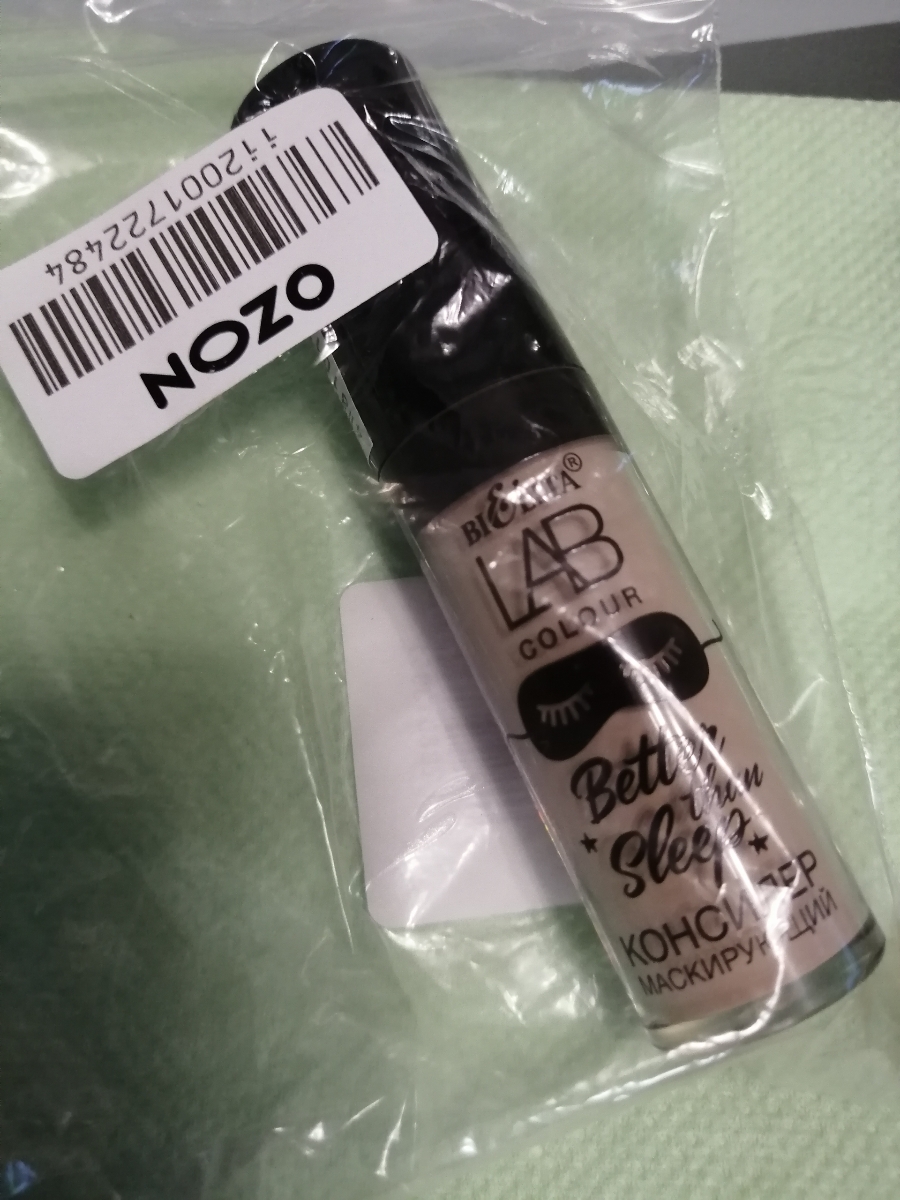 ii2001722484
OZON
BIELITA®
LAB
COLOUR
Better
than
Sleep
КОНСИЛЕР
МАСКИРУЮЩИЙ